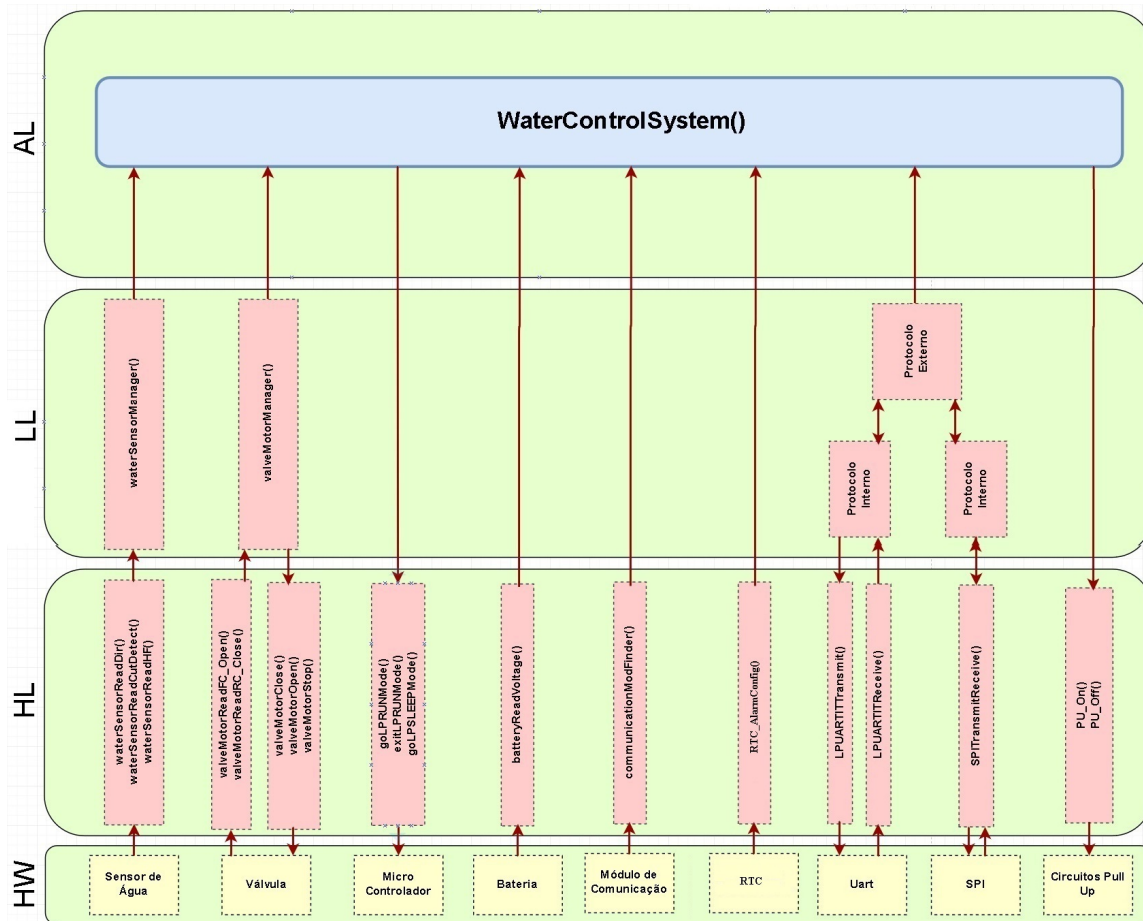 AL
WaterControlSystem()
LL
waterSensorManager()
valveMotorManager()
Protocolo
Externo
Protocolo
Interno
Protocolo
Interno
HL
waterSensorReadDir()
waterSensorReadCutDetect()
waterSensorReadHF()
valveMotorReadFC_Open()
valveMotorReadRC_Close()
valveMotorClose()
valveMotorOpen()
valveMotorStop()
goLPRUNMode()
exitLPRUNMode()
goLPSLEEPMode()
batteryReadVoltage()
communicationModFinder()
RTC_AlarmConfig()
LPUARTITTransmit()
LPUARTITReceive()
SPITransmitReceive()
PU_On()
PU_Off()
HW
Sensor de
Água
Válvula
Micro
Controlador
Bateria
Módulo de
Comunicação
RTC
Uart
SPI
Circuitos Pull
Up